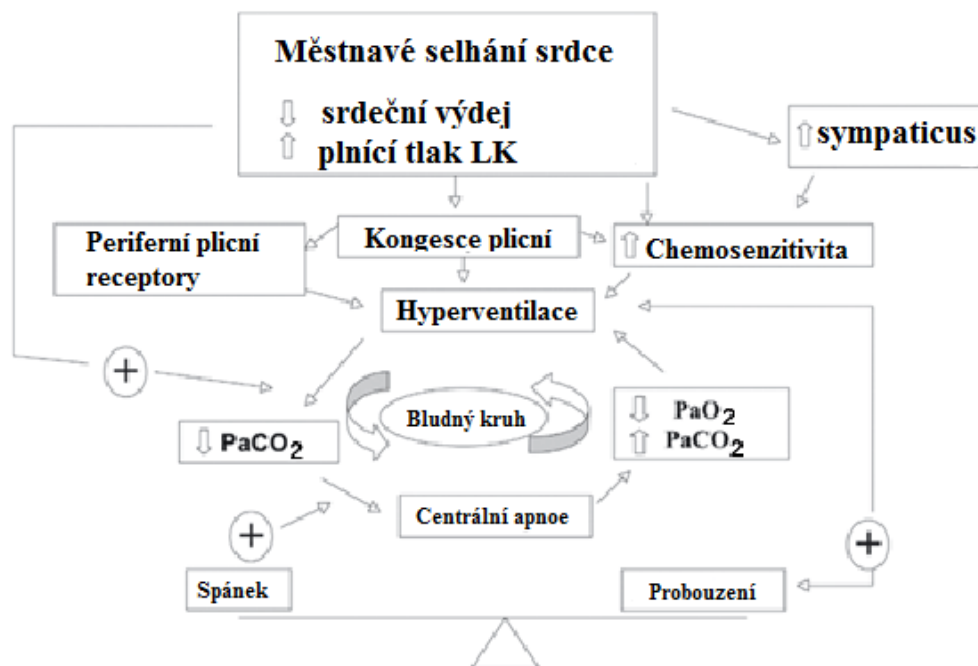 Městnavé selhání srdce
⇩ srdeční výdej
⇧ plnící tlak LK
⇧ sympaticus
Periferní plicní
receptory
Kongesce plicní
⇧ Chemosenzitivita
Hyperventilace
+
⇩ PaCO₂
Bludný kruh
⇩ PaO₂
⇧ PaCO₂
Centrální apnoe
+
+
Spánek
Probouzení